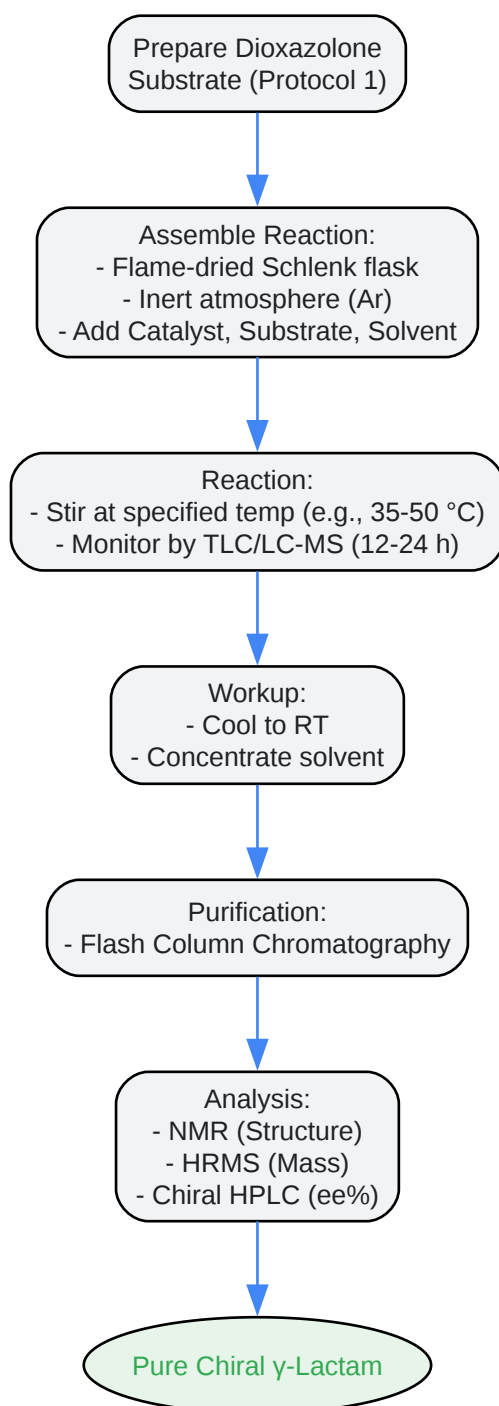 Prepare Dioxazolone
Substrate (Protocol 1)
Assemble Reaction:
- Flame-dried Schlenk flask
- Inert atmosphere (Ar)
- Add Catalyst, Substrate, Solvent
Reaction:
- Stir at specified temp (e.g., 35-50 °C)
- Monitor by TLC/LC-MS (12-24 h)
Workup:
- Cool to RT
- Concentrate solvent
Purification:
- Flash Column Chromatography
Analysis:
- NMR (Structure)
- HRMS (Mass)
- Chiral HPLC (ee%)
Pure Chiral γ-Lactam